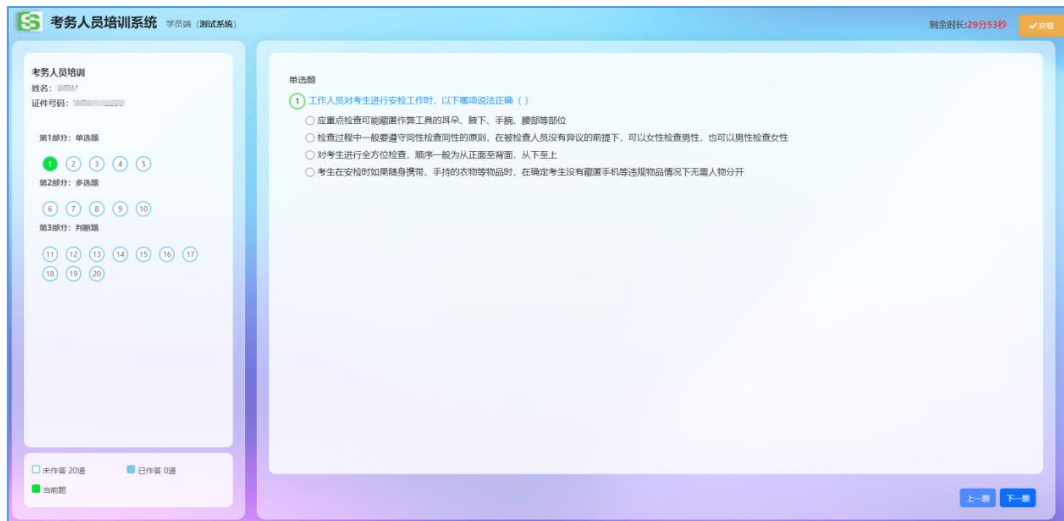 考务人员培训系统 学员端（测试系统）
剩余时长:29分53秒
✓交卷
考务人员培训
姓名：
证件号码：
第1部分：单选题
1 2 3 4 5
第2部分：多选题
6 7 8 9 10
第3部分：判断题
11 12 13 14 15 16 17
18 19 20
未作答 20道 已作答 0道
当前题
单选题
1 工作人员对考生进行安检工作时，以下哪项说法正确（ ）
应重点检查可能藏匿作弊工具的耳朵、腋下、手腕、腰部等部位
检查过程中一般要遵守同性检查同性的原则，在被检查人员没有异议的前提下，可以女性检查男性，也可以男性检查女性
对考生进行全方位检查，顺序一般为从正面至背面，从下至上
考生在安检时如果随身携带、手持的衣物等物品时，在确定考生没有藏匿手机等违规物品情况下无需人物分开
上一题 下一题